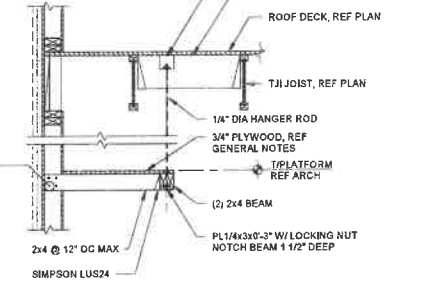 ROOF DECK, REF PLAN
TJI JOIST, REF PLAN
1/4" DIA HANGER ROD
3/4" PLYWOOD, REF
GENERAL NOTES
T/PLATFORM
REF ARCH
(2) 2x4 BEAM
PL1/4x3x0'-3" W/ LOCKING NUT
NOTCH BEAM 1 1/2" DEEP
2x4 @ 12" OC MAX
SIMPSON LUS24